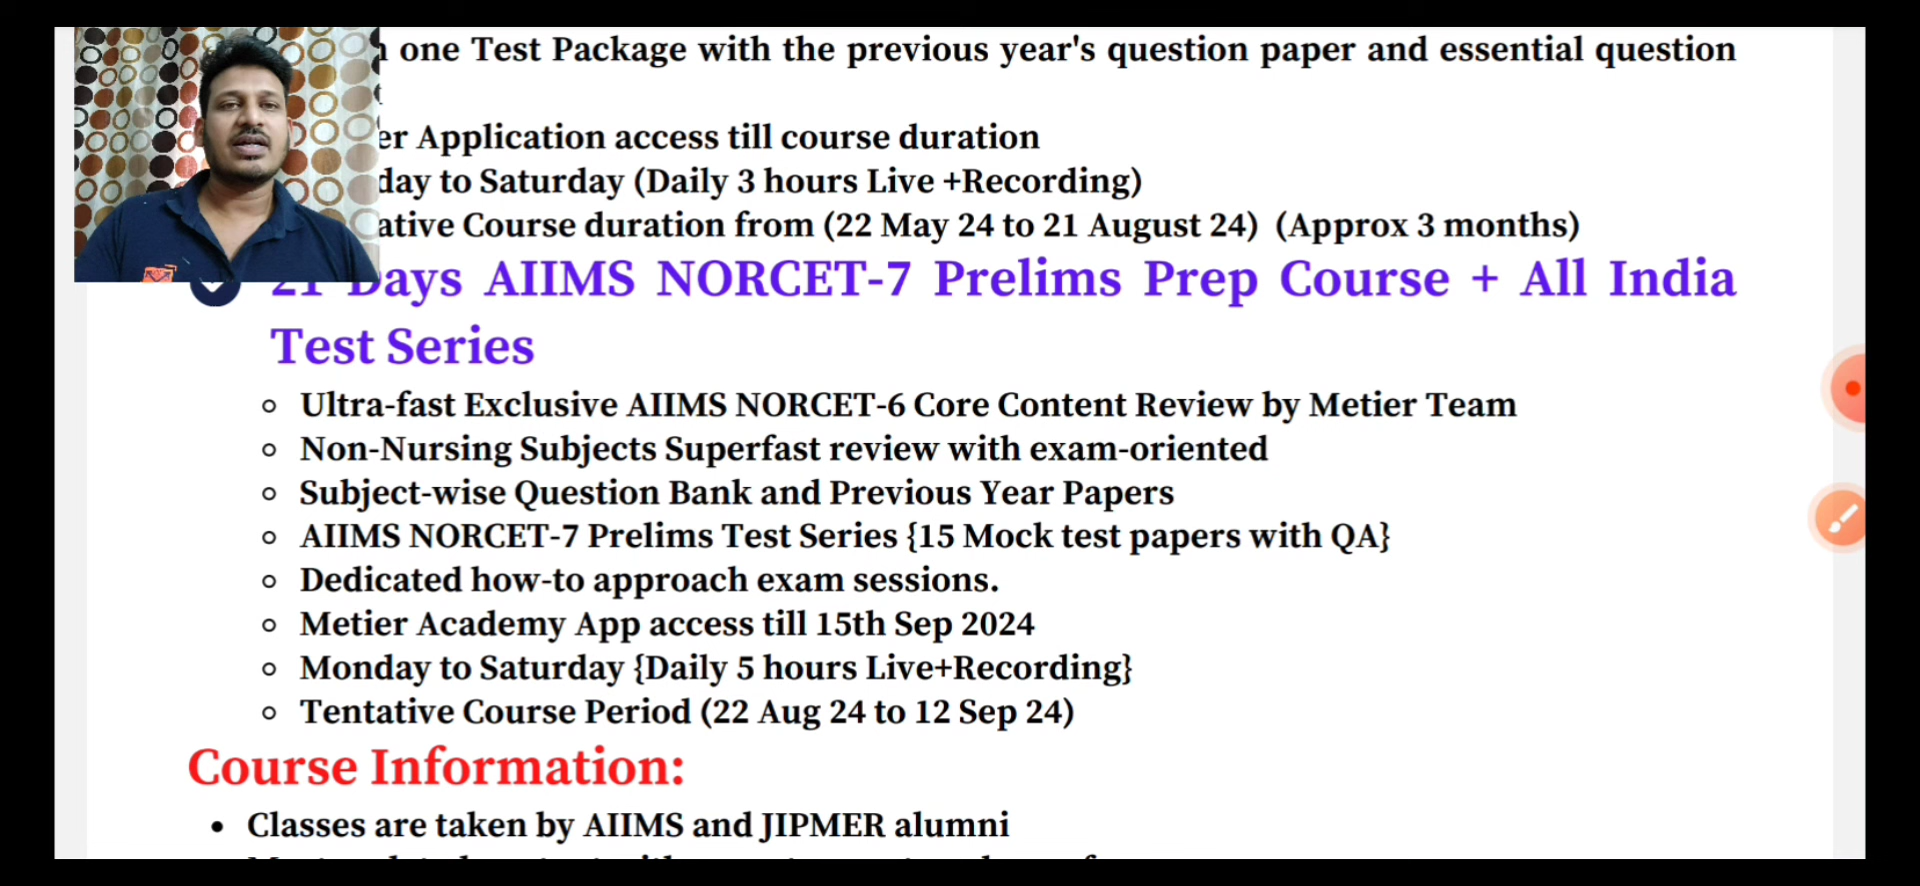 one Test Package with the previous year's question paper and essential question
er Application access till course duration
day to Saturday (Daily 3 hours Live +Recording)
ative Course duration from (22 May 24 to 21 August 24) (Approx 3 months)
21 Days AIIMS NORCET-7 Prelims Prep Course + All India
Test Series
Ultra-fast Exclusive AIIMS NORCET-6 Core Content Review by Metier Team
Non-Nursing Subjects Superfast review with exam-oriented
Subject-wise Question Bank and Previous Year Papers
AIIMS NORCET-7 Prelims Test Series {15 Mock test papers with QA}
Dedicated how-to approach exam sessions.
Metier Academy App access till 15th Sep 2024
Monday to Saturday {Daily 5 hours Live+Recording}
Tentative Course Period (22 Aug 24 to 12 Sep 24)
Course Information:
• Classes are taken by AIIMS and JIPMER alumni